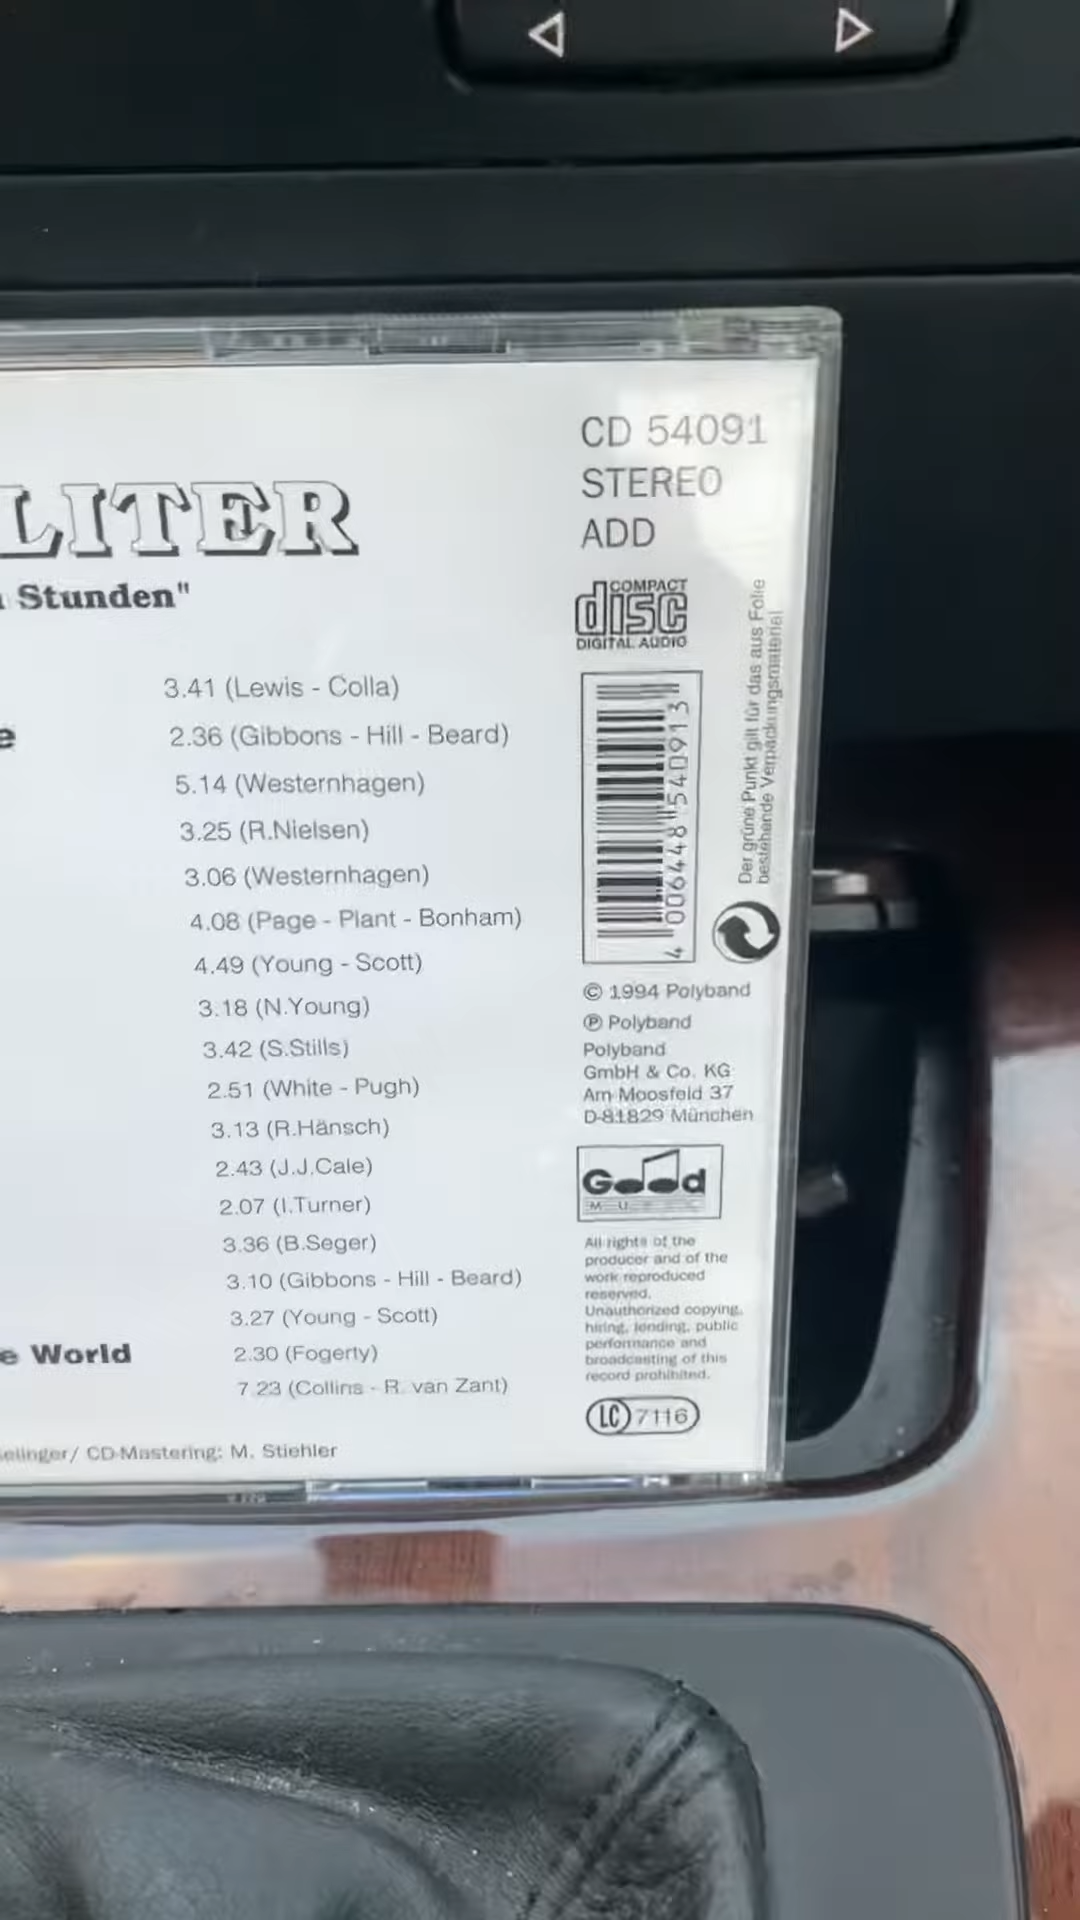 LITER
Stunden"
3.41 (Lewis - Colla)
e 2.36 (Gibbons - Hill - Beard)
5.14 (Westernhagen)
3.25 (R.Nielsen)
3.06 (Westernhagen)
4.08 (Page - Plant - Bonham)
4.49 (Young - Scott)
3.18 (N.Young)
3.42 (S.Stills)
2.51 (White - Pugh)
3.13 (R.Hänsch)
2.43 (J.J.Cale)
2.07 (I.Turner)
3.36 (B.Seger)
3.10 (Gibbons - Hill - Beard)
3.27 (Young - Scott)
e World 2.30 (Fogerty)
7.23 (Collins - R. van Zant)
selinger/ CD-Mastering: M. Stiehler
CD 54091
STEREO
ADD
COMPACT
disc
DIGITAL AUDIO
4 006448 540913
Der grüne Punkt gilt für das aus Folie
bestehende Verpackungsmaterial
© 1994 Polyband
℗ Polyband
Polyband
GmbH & Co. KG
Am Moosfeld 37
D-81829 München
Good
All rights of the
producer and of the
work reproduced
reserved.
Unauthorized copying,
hiring, lending, public
performance and
broadcasting of this
record prohibited.
LC 7116